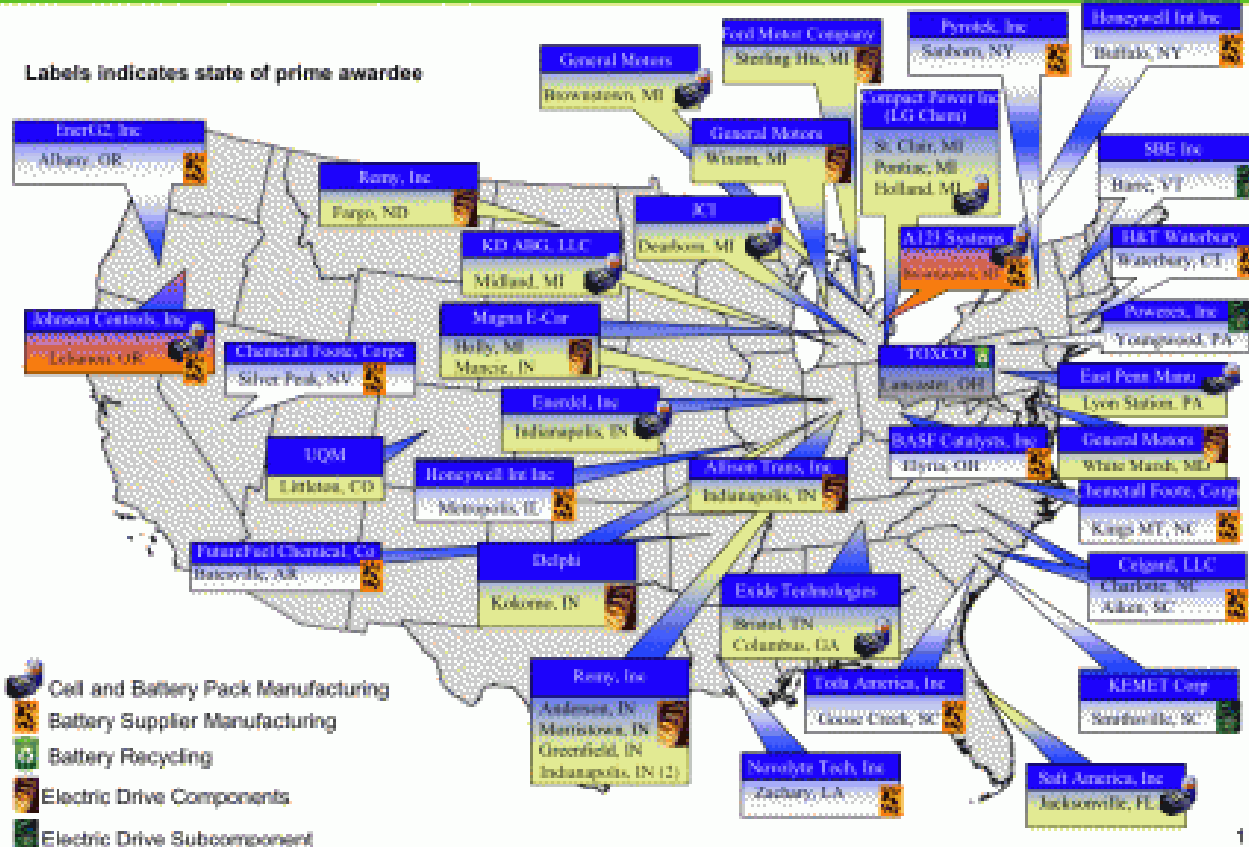 Labels indicates state of prime awardee
General Motors
Brownstown, MI
Ford Motor Company
Sterling Hts, MI
Pyrotek, Inc
Sanborn, NY
Honeywell Int Inc
Buffalo, NY
EnerG2, Inc
Albany, OR
Remy, Inc
Fargo, ND
General Motors
Wixom, MI
Compact Power Inc
(LG Chem)
St. Clair, MI
Pontiac, MI
Holland, MI
SBE Inc
Barre, VT
JCI
Dearborn, MI
KD ABG, LLC
Midland, MI
A123 Systems
H&T Waterbury
Waterbury, CT
Johnson Controls, Inc
Lebanon, OR
Chemetall Foote, Corpe
Silver Peak, NV
Magna E-Car
Holly, MI
Muncie, IN
Powerex, Inc
Youngwood, PA
TOXCO
Lancaster, OH
East Penn Manu
Lyon Station, PA
Enerdel, Inc
Indianapolis, IN
UQM
Littleton, CO
Honeywell Int Inc
Metropolis, IL
Allison Trans, Inc
Indianapolis, IN
BASF Catalysts, Inc
Elyria, OH
General Motors
White Marsh, MD
Chemetall Foote, Corpe
Kings MT, NC
FutureFuel Chemical, Co
Batesville, AR
Delphi
Kokomo, IN
Exide Technologies
Bristol, TN
Columbus, GA
Celgard, LLC
Charlotte, NC
Aiken, SC
Remy, Inc
Anderson, IN
Morristown, IN
Greenfield, IN
Indianapolis, IN (2)
Toda America, Inc
Goose Creek, SC
KEMET Corp
Simthsville, SC
Novolyte Tech, Inc
Zachary, LA
Saft America, Inc
Jacksonville, FL
Cell and Battery Pack Manufacturing
Battery Supplier Manufacturing
Battery Recycling
Electric Drive Components
Electric Drive Subcomponent
1